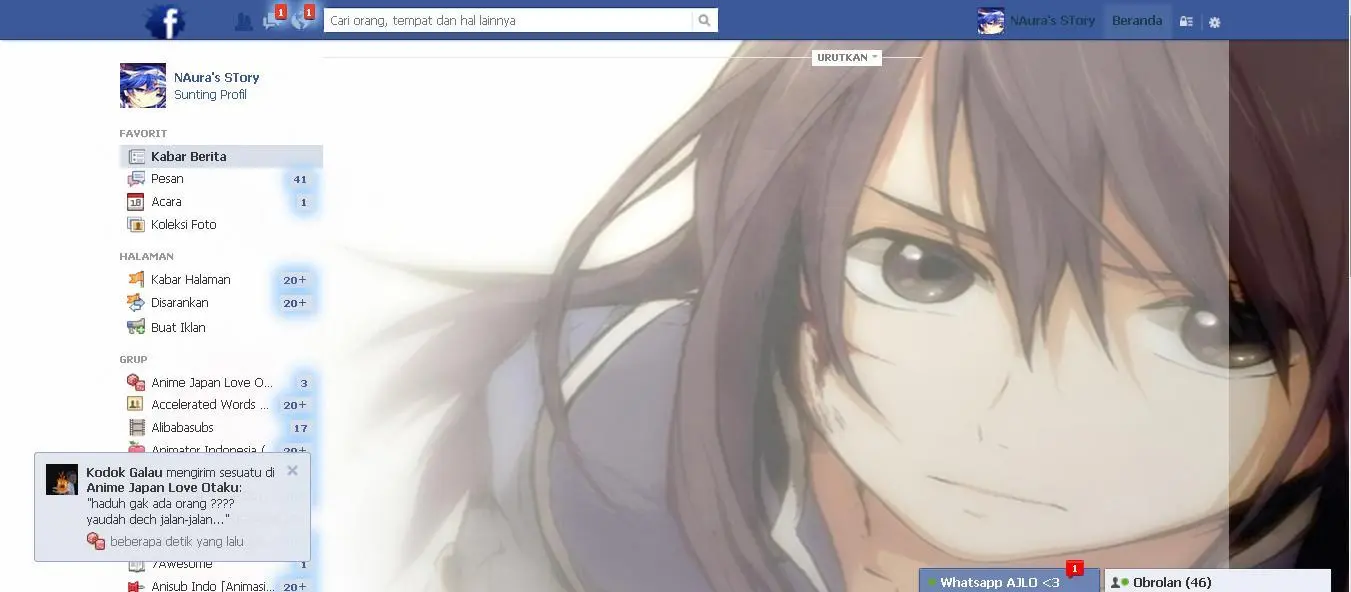 f
1
1
Cari orang, tempat dan hal lainnya
NAura's STory
Beranda
NAura's STory
Sunting Profil
URUTKAN
FAVORIT
Kabar Berita
Pesan 41
18 Acara 1
Koleksi Foto
HALAMAN
Kabar Halaman 20+
Disarankan 20+
Buat Iklan
GRUP
Anime Japan Love O... 3
Accelerated Words ... 20+
Alibabasubs 17
Animator Indonesia ( 20+
Kodok Galau mengirim sesuatu di
Anime Japan Love Otaku:
"haduh gak ada orang ????
yaudah dech jalan-jalan..."
beberapa detik yang lalu
7Awesome 1
Anisub Indo [Animasi... 20+
Whatsapp AJLO <3 1
Obrolan (46)